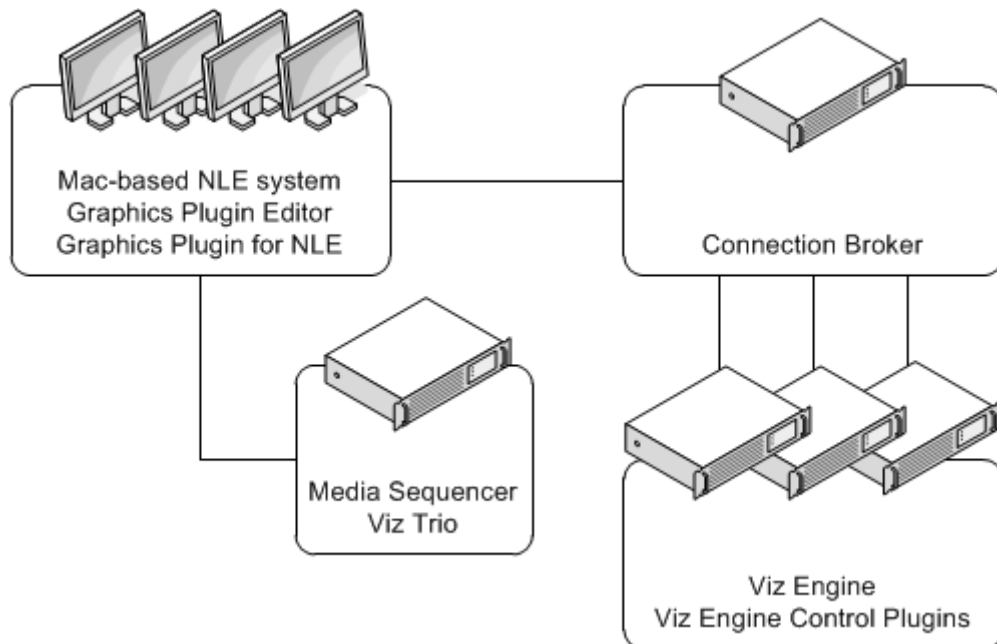 Mac-based NLE system
Graphics Plugin Editor
Graphics Plugin for NLE
Connection Broker
Media Sequencer
Viz Trio
Viz Engine
Viz Engine Control Plugins